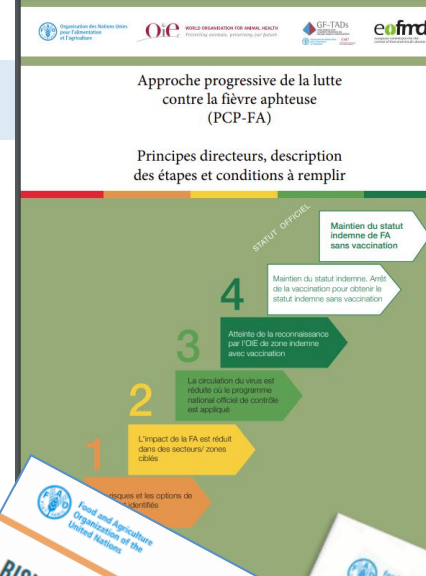 Organisation des Nations Unies
pour l'alimentation
et l'agriculture
Oie
WORLD ORGANISATION FOR ANIMAL HEALTH
Protecting animals, preserving our future
GF-TADs
eofmd
Approche progressive de la lutte
contre la fièvre aphteuse
(PCP-FA)
Principes directeurs, description
des étapes et conditions à remplir
STATUT OFFICIEL
Maintien du statut
indemne de FA
sans vaccination
4
Maintien du statut indemne. Arrêt
de la vaccination pour obtenir le
statut indemne sans vaccination
3
Atteinte de la reconnaissance
par l'OIE de zone indemne
avec vaccination
2
La circulation du virus est
réduite où le programme
national officiel de contrôle
est appliqué
1
L'impact de la FA est réduit
dans des secteurs/ zones
ciblés
risques et les options de
identifiés
Food and Agriculture
Organization of the
United Nations